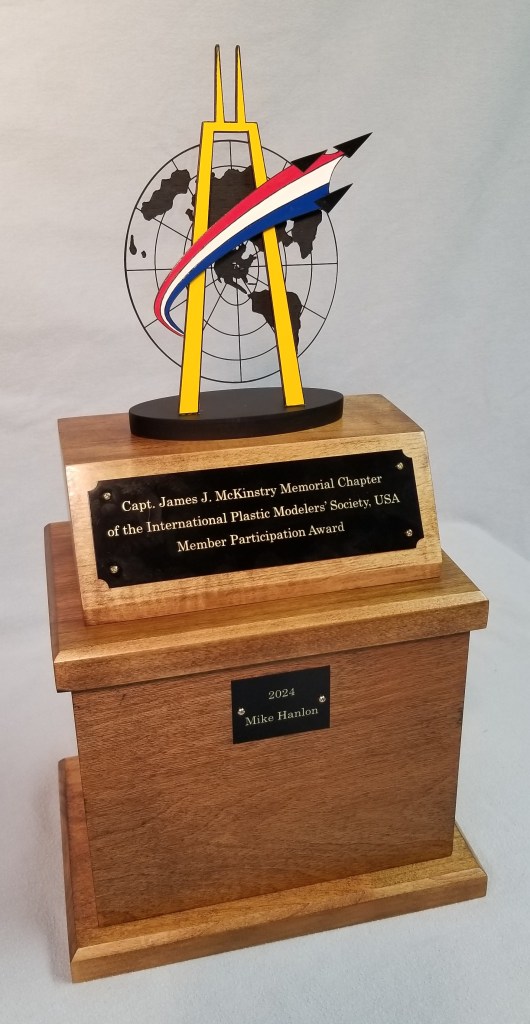 Capt. James J. McKinstry Memorial Chapter
of the International Plastic Modelers' Society, USA
Member Participation Award
2024
Mike Hanlon